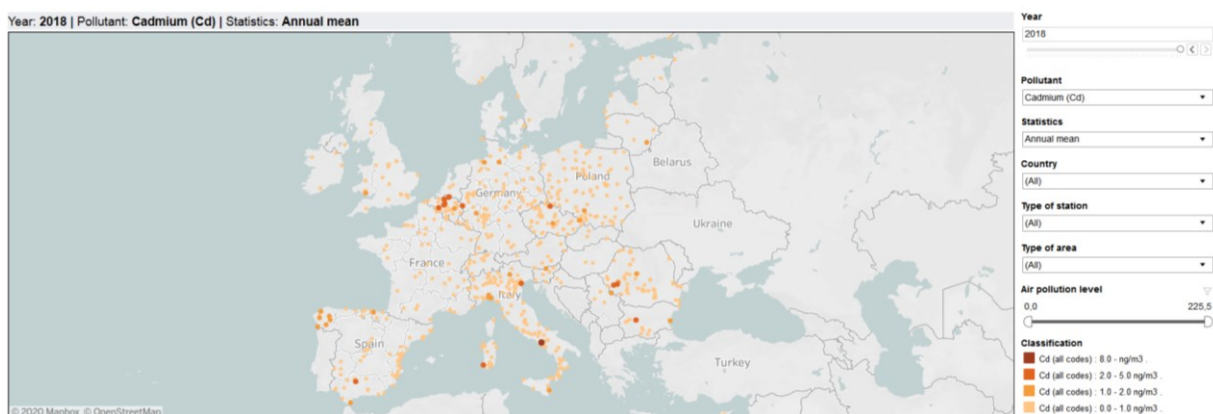 Year: 2018 | Pollutant: Cadmium (Cd) | Statistics: Annual mean
Belarus
Poland
Germany
Ukraine
France
Italy
Spain
Turkey
© 2020 Mapbox © OpenStreetMap
Year
2018
Pollutant
Cadmium (Cd)
Statistics
Annual mean
Country
(All)
Type of station
(All)
Type of area
(All)
Air pollution level
0,0 225,5
Classification
Cd (all codes) : 8.0 - ng/m3 .
Cd (all codes) : 2.0 - 5.0 ng/m3 .
Cd (all codes) : 1.0 - 2.0 ng/m3 .
Cd (all codes) : 0.0 - 1.0 ng/m3 .